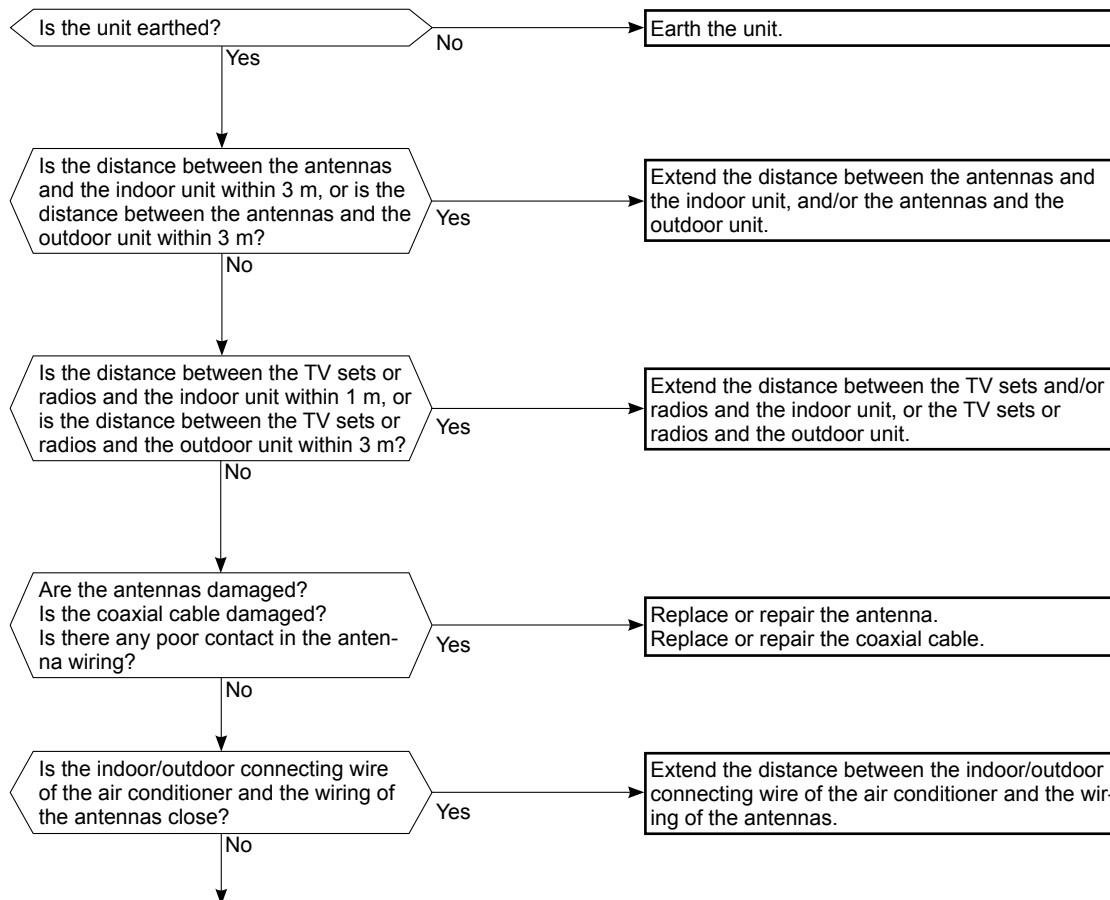 Is the unit earthed?
No
Earth the unit.
Yes
Is the distance between the antennas
and the indoor unit within 3 m, or is the
distance between the antennas and the
outdoor unit within 3 m?
Yes
Extend the distance between the antennas and
the indoor unit, and/or the antennas and the
outdoor unit.
No
Is the distance between the TV sets or
radios and the indoor unit within 1 m, or
is the distance between the TV sets or
radios and the outdoor unit within 3 m?
Yes
Extend the distance between the TV sets and/or
radios and the indoor unit, or the TV sets or
radios and the outdoor unit.
No
Are the antennas damaged?
Is the coaxial cable damaged?
Is there any poor contact in the anten-
na wiring?
Yes
Replace or repair the antenna.
Replace or repair the coaxial cable.
No
Is the indoor/outdoor connecting wire
of the air conditioner and the wiring of
the antennas close?
Yes
Extend the distance between the indoor/outdoor
connecting wire of the air conditioner and the wir-
ing of the antennas.
No